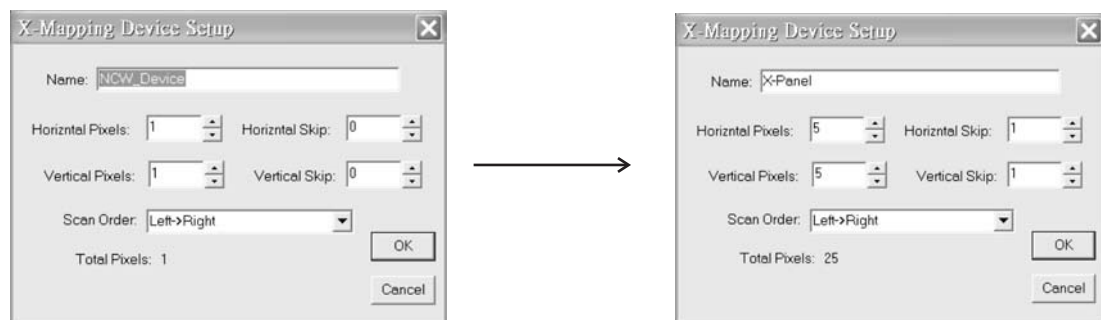 X-Mapping Device Setup
Name: NCW_Device
Horizntal Pixels: 1 Horizntal Skip: 0
Vertical Pixels: 1 Vertical Skip: 0
Scan Order: Left->Right
Total Pixels: 1
OK
Cancel
X-Mapping Device Setup
Name: X-Panel
Horizntal Pixels: 5 Horizntal Skip: 1
Vertical Pixels: 5 Vertical Skip: 1
Scan Order: Left->Right
Total Pixels: 25
OK
Cancel